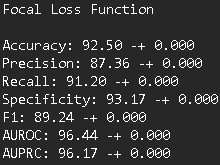 Focal Loss Function

Accuracy: 92.50 -+ 0.000
Precision: 87.36 -+ 0.000
Recall: 91.20 -+ 0.000
Specificity: 93.17 -+ 0.000
F1: 89.24 -+ 0.000
AUROC: 96.44 -+ 0.000
AUPRC: 96.17 -+ 0.000